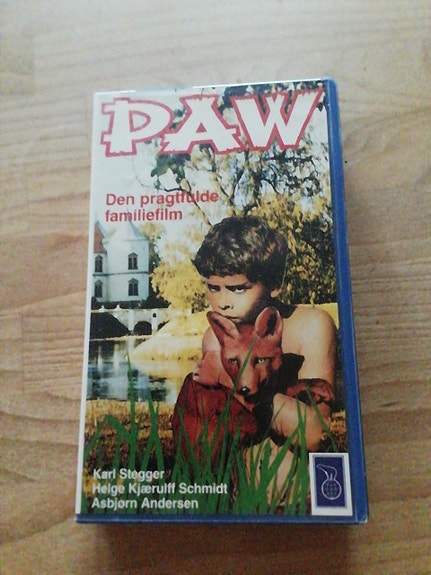 PAW
Den pragtfulde
familiefilm
Karl Stegger
Helge Kjærulff Schmidt
Asbjørn Andersen